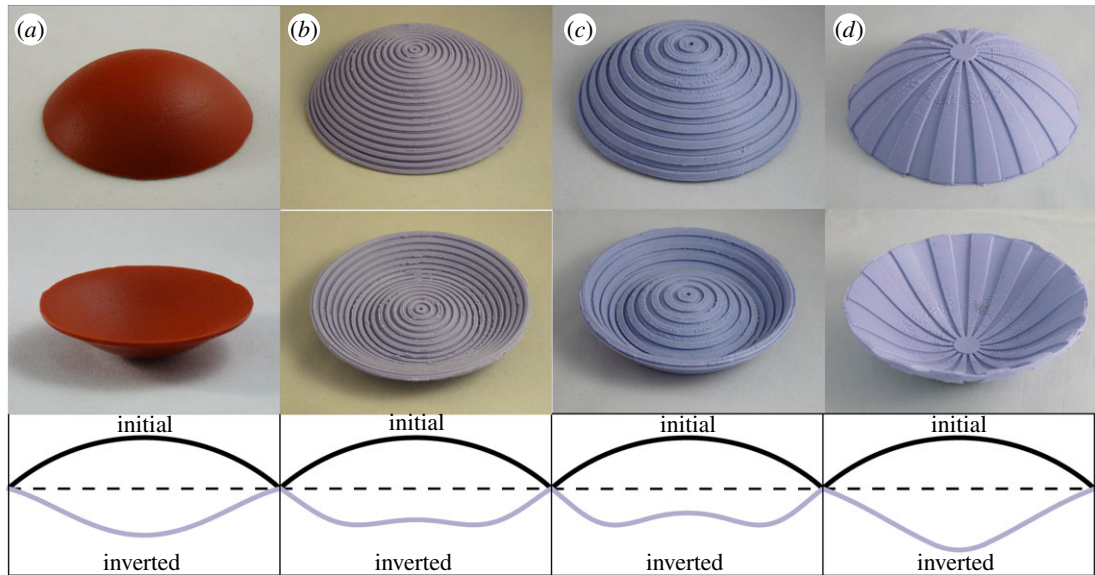 (a)
(b)
(c)
(d)
initial
initial
initial
initial
inverted
inverted
inverted
inverted